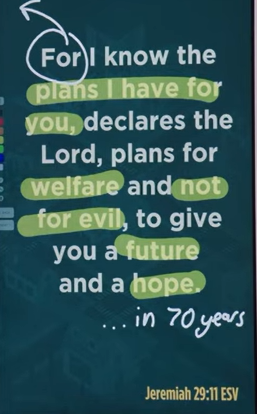 For I know the
plans I have for
you, declares the
Lord, plans for
welfare and not
for evil, to give
you a future
and a hope.
... in 70 years
Jeremiah 29:11 ESV